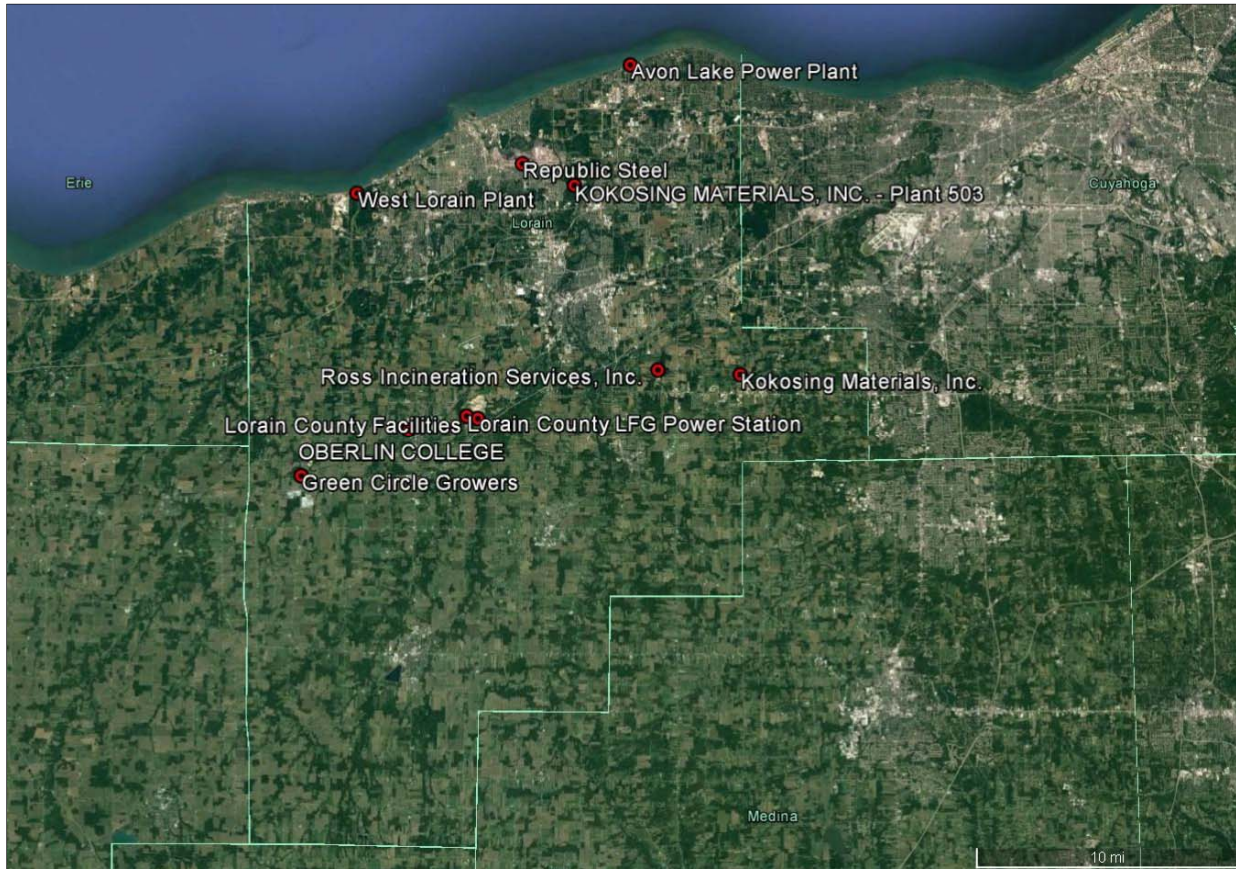 Avon Lake Power Plant
Republic Steel
Erie
KOKOSING MATERIALS, INC. - Plant 503
Cuyahoga
West Lorain Plant
Lorain
Ross Incineration Services, Inc.
Kokosing Materials, Inc.
Lorain County Facilities
Lorain County LFG Power Station
OBERLIN COLLEGE
Green Circle Growers
Medina
10 mi